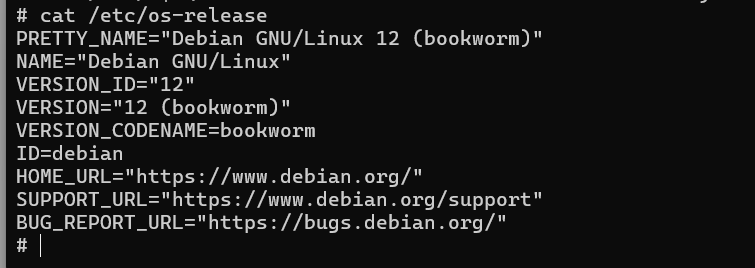 # cat /etc/os-release
PRETTY_NAME="Debian GNU/Linux 12 (bookworm)"
NAME="Debian GNU/Linux"
VERSION_ID="12"
VERSION="12 (bookworm)"
VERSION_CODENAME=bookworm
ID=debian
HOME_URL="https://www.debian.org/"
SUPPORT_URL="https://www.debian.org/support"
BUG_REPORT_URL="https://bugs.debian.org/"
#